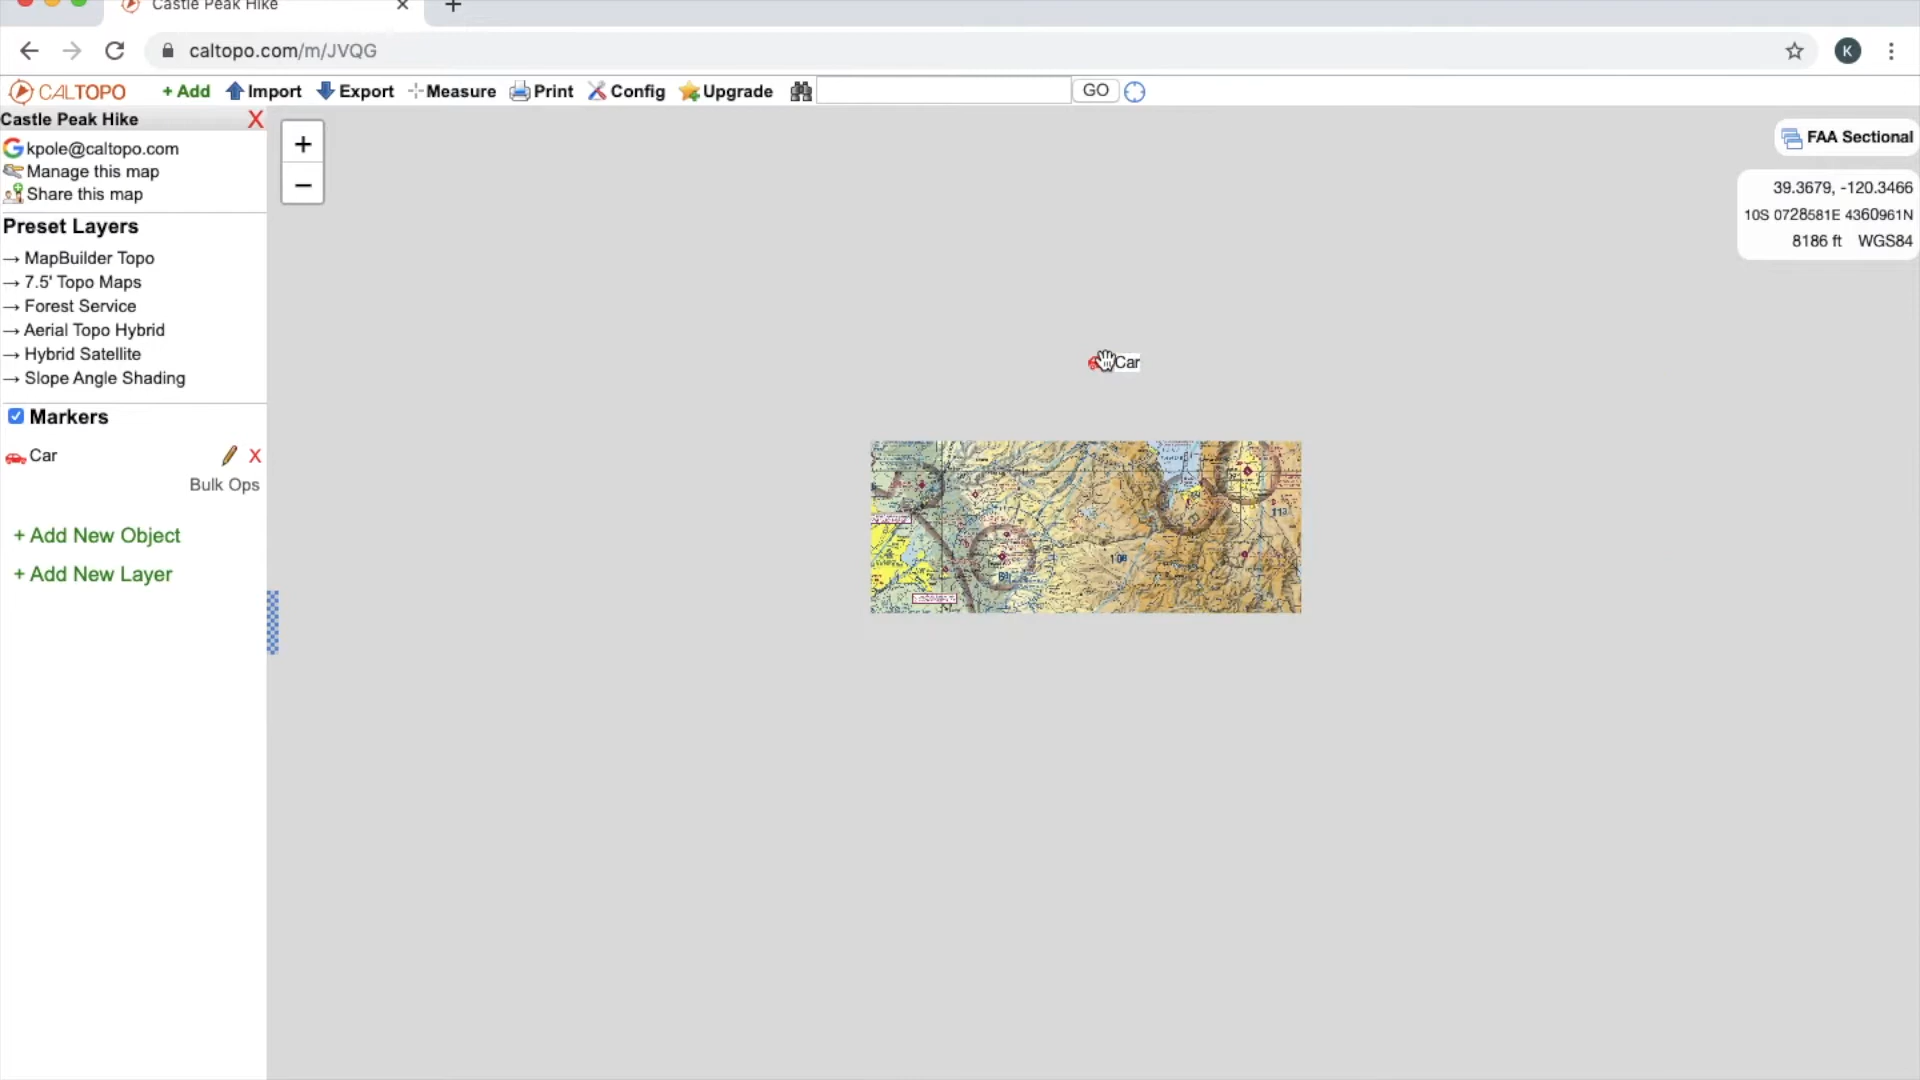 Castle Peak Hike
caltopo.com/m/JVQG
K
CALTOPO
+ Add
Import
Export
Measure
Print
Config
Upgrade
GO
Castle Peak Hike
X
kpole@caltopo.com
Manage this map
Share this map
Preset Layers
→ MapBuilder Topo
→ 7.5' Topo Maps
→ Forest Service
→ Aerial Topo Hybrid
→ Hybrid Satellite
→ Slope Angle Shading
Markers
Car
X
Bulk Ops
+ Add New Object
+ Add New Layer
+
−
FAA Sectional
39.3679, -120.3466
10S 0728581E 4360961N
8186 ft WGS84
Car